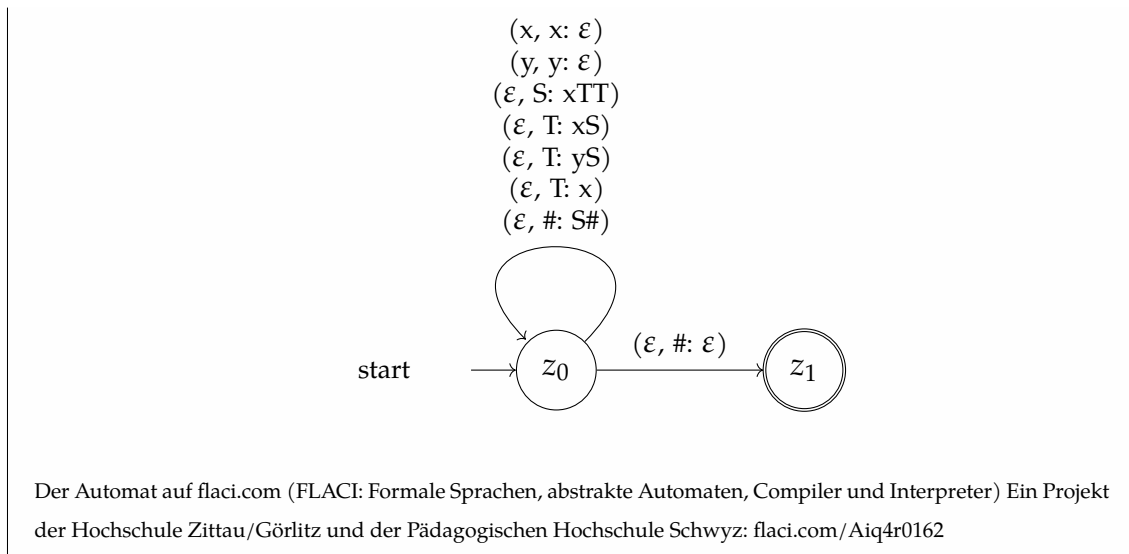 (x, x: ε)
(y, y: ε)
(ε, S: xTT)
(ε, T: xS)
(ε, T: yS)
(ε, T: x)
(ε, #: S#)
(ε, #: ε)
start
z₀
z₁
Der Automat auf flaci.com (FLACI: Formale Sprachen, abstrakte Automaten, Compiler und Interpreter) Ein Projekt
der Hochschule Zittau/Görlitz und der Pädagogischen Hochschule Schwyz: flaci.com/Aiq4r0162